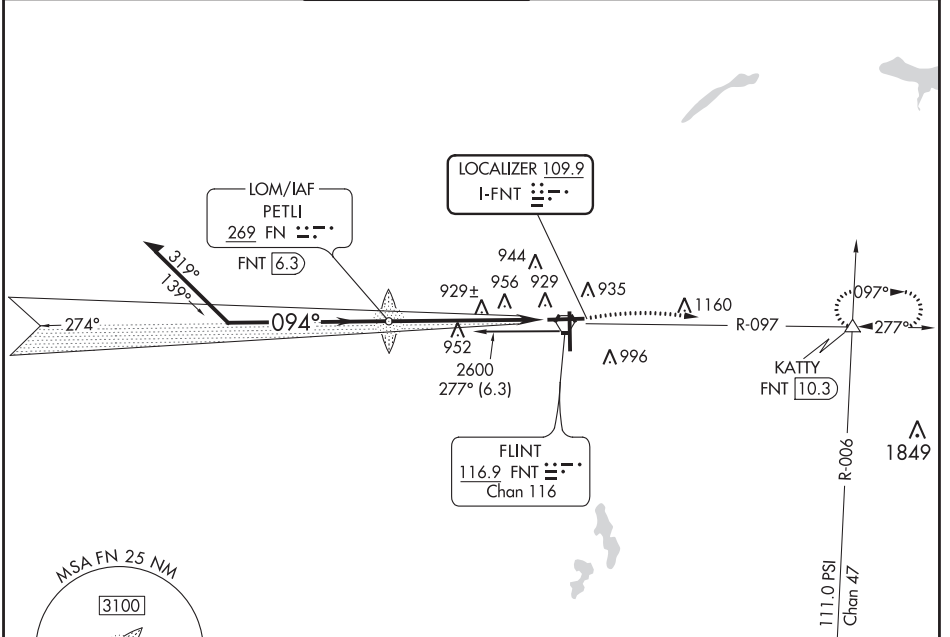 LOCALIZER 109.9
I-FNT
LOM/IAF
PETLI
269 FN
FNT 6.3
319°
139°
274°
094°
944
929±
956
929
935
952
1160
996
2600
277° (6.3)
R-097
097°
277°
KATTY
FNT 10.3
1849
FLINT
116.9 FNT
Chan 116
R-006
111.0 PSI
Chan 47
MSA FN 25 NM
3100